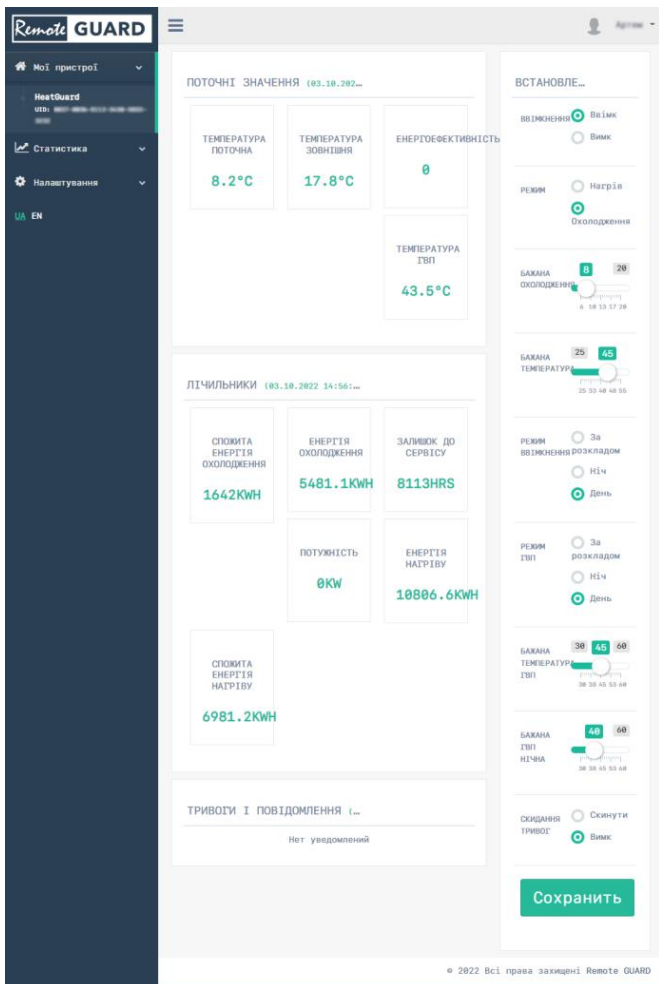 Remote GUARD
Мої пристрої
HeatGuard
UID:
Статистика
Налаштування
UA EN
ПОТОЧНІ ЗНАЧЕННЯ (03.10.202…
ТЕМПЕРАТУРА
ПОТОЧНА
8.2°C
ТЕМПЕРАТУРА
ЗОВНІШНЯ
17.8°C
ЕНЕРГОЕФЕКТИВНІСТЬ
0
ТЕМПЕРАТУРА
ГВП
43.5°C
ЛІЧИЛЬНИКИ (03.10.2022 14:56:…
СПОЖИТА
ЕНЕРГІЯ
ОХОЛОДЖЕННЯ
1642KWH
ЕНЕРГІЯ
ОХОЛОДЖЕННЯ
5481.1KWH
ЗАЛИШОК ДО
СЕРВІСУ
8113HRS
ПОТУЖНІСТЬ
0KW
ЕНЕРГІЯ
НАГРІВУ
10806.6KWH
СПОЖИТА
ЕНЕРГІЯ
НАГРІВУ
6981.2KWH
ТРИВОГИ І ПОВІДОМЛЕННЯ (…
Нет уведомлений
ВСТАНОВЛЕ…
ВВІМКНЕННЯ
Ввімк
Вимк
РЕЖИМ
Нагрів
Охолодження
БАЖАНА
ОХОЛОДЖЕННЯ
8 20
6 10 13 17 20
БАЖАНА
ТЕМПЕРАТУРА
25 45
25 33 40 48 55
РЕЖИМ
ВВІМКНЕННЯ
За
розкладом
Ніч
День
РЕЖИМ
ГВП
За
розкладом
Ніч
День
БАЖАНА
ТЕМПЕРАТУРА
ГВП
30 45 60
30 38 45 53 60
БАЖАНА
ГВП
НІЧНА
40 60
30 38 45 53 60
СКИДАННЯ
ТРИВОГ
Скинути
Вимк
Сохранить
© 2022 Всі права захищені Remote GUARD